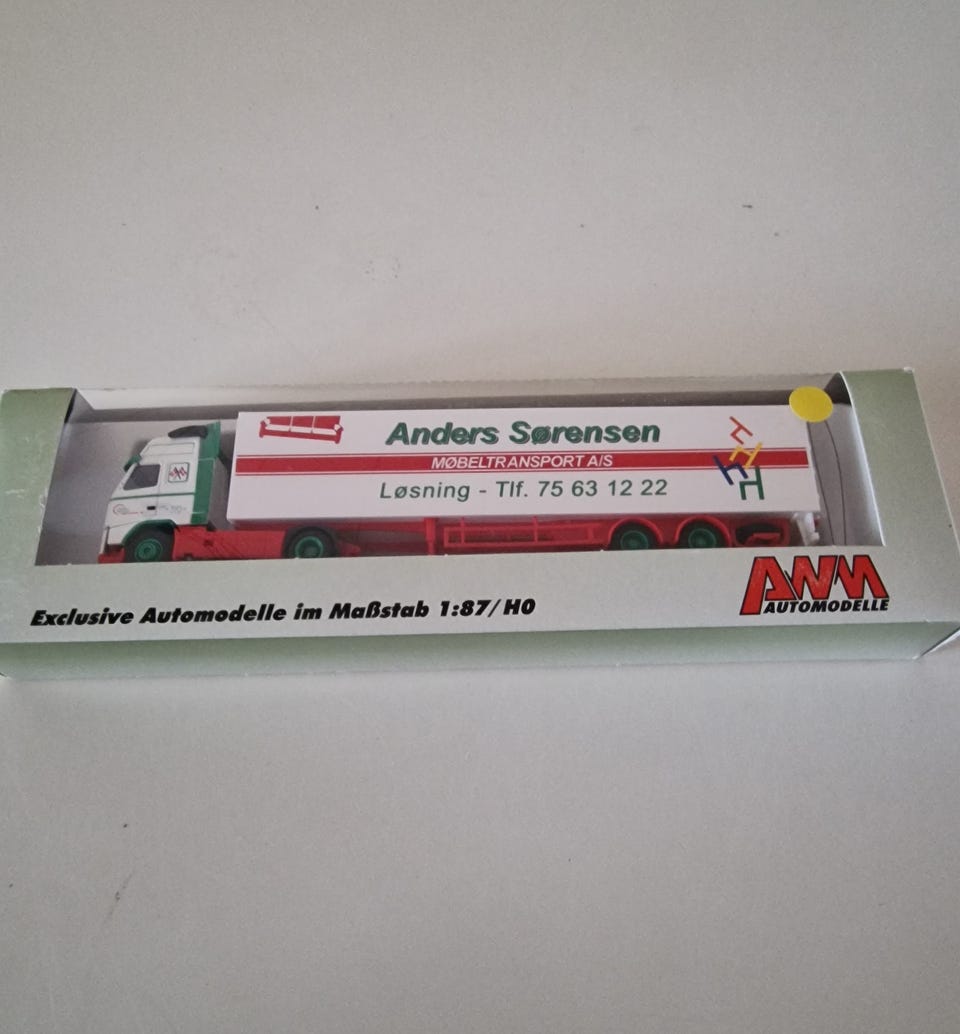 Anders Sørensen
MØBELTRANSPORT A/S
Løsning - Tlf. 75 63 12 22
Exclusive Automodelle im Maßstab 1:87/H0
AWM
AUTOMODELLE